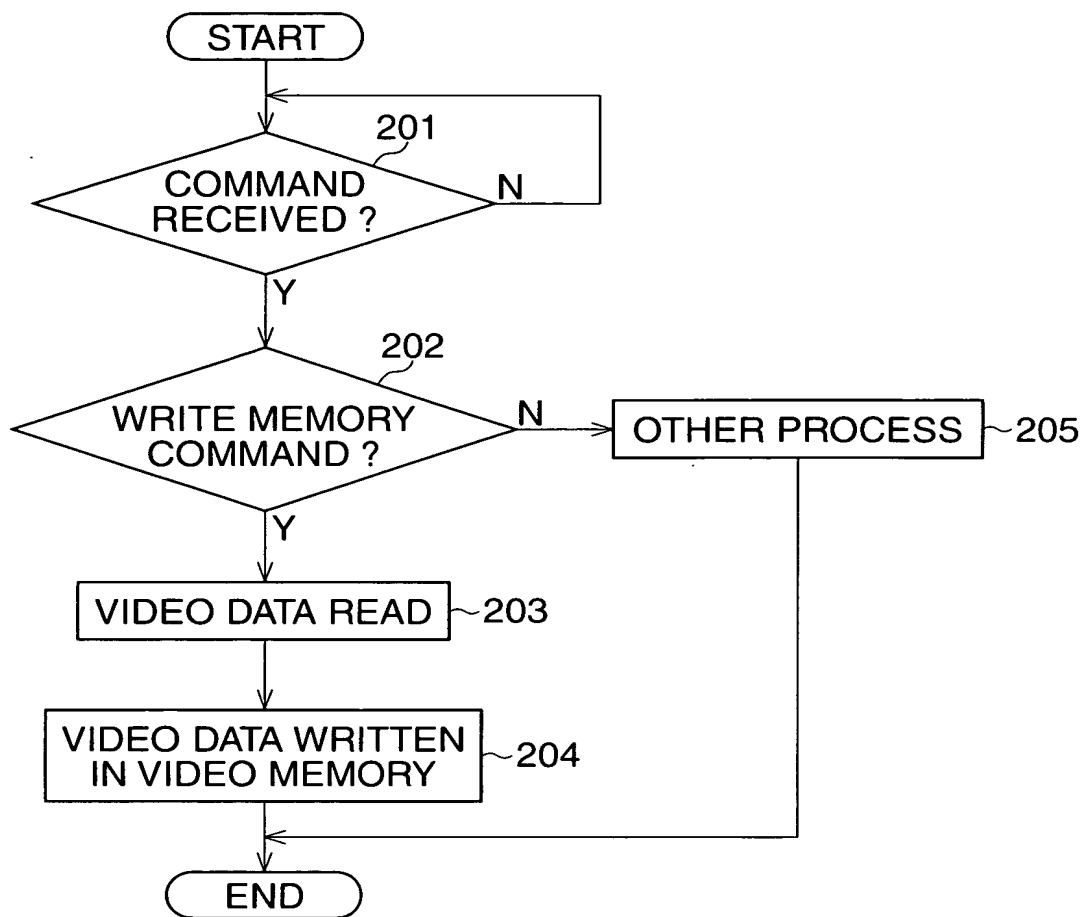 START
201
COMMAND
RECEIVED ?
N
Y
202
WRITE MEMORY
COMMAND ?
N
OTHER PROCESS
205
Y
VIDEO DATA READ
203
VIDEO DATA WRITTEN
IN VIDEO MEMORY
204
END